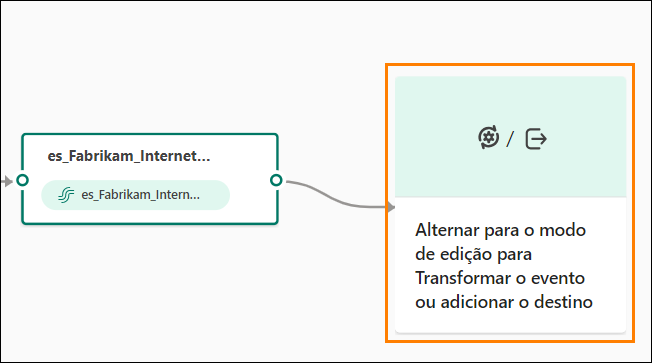 es_Fabrikam_Internet...
es_Fabrikam_Intern...
/
Alternar para o modo
de edição para
Transformar o evento
ou adicionar o destino